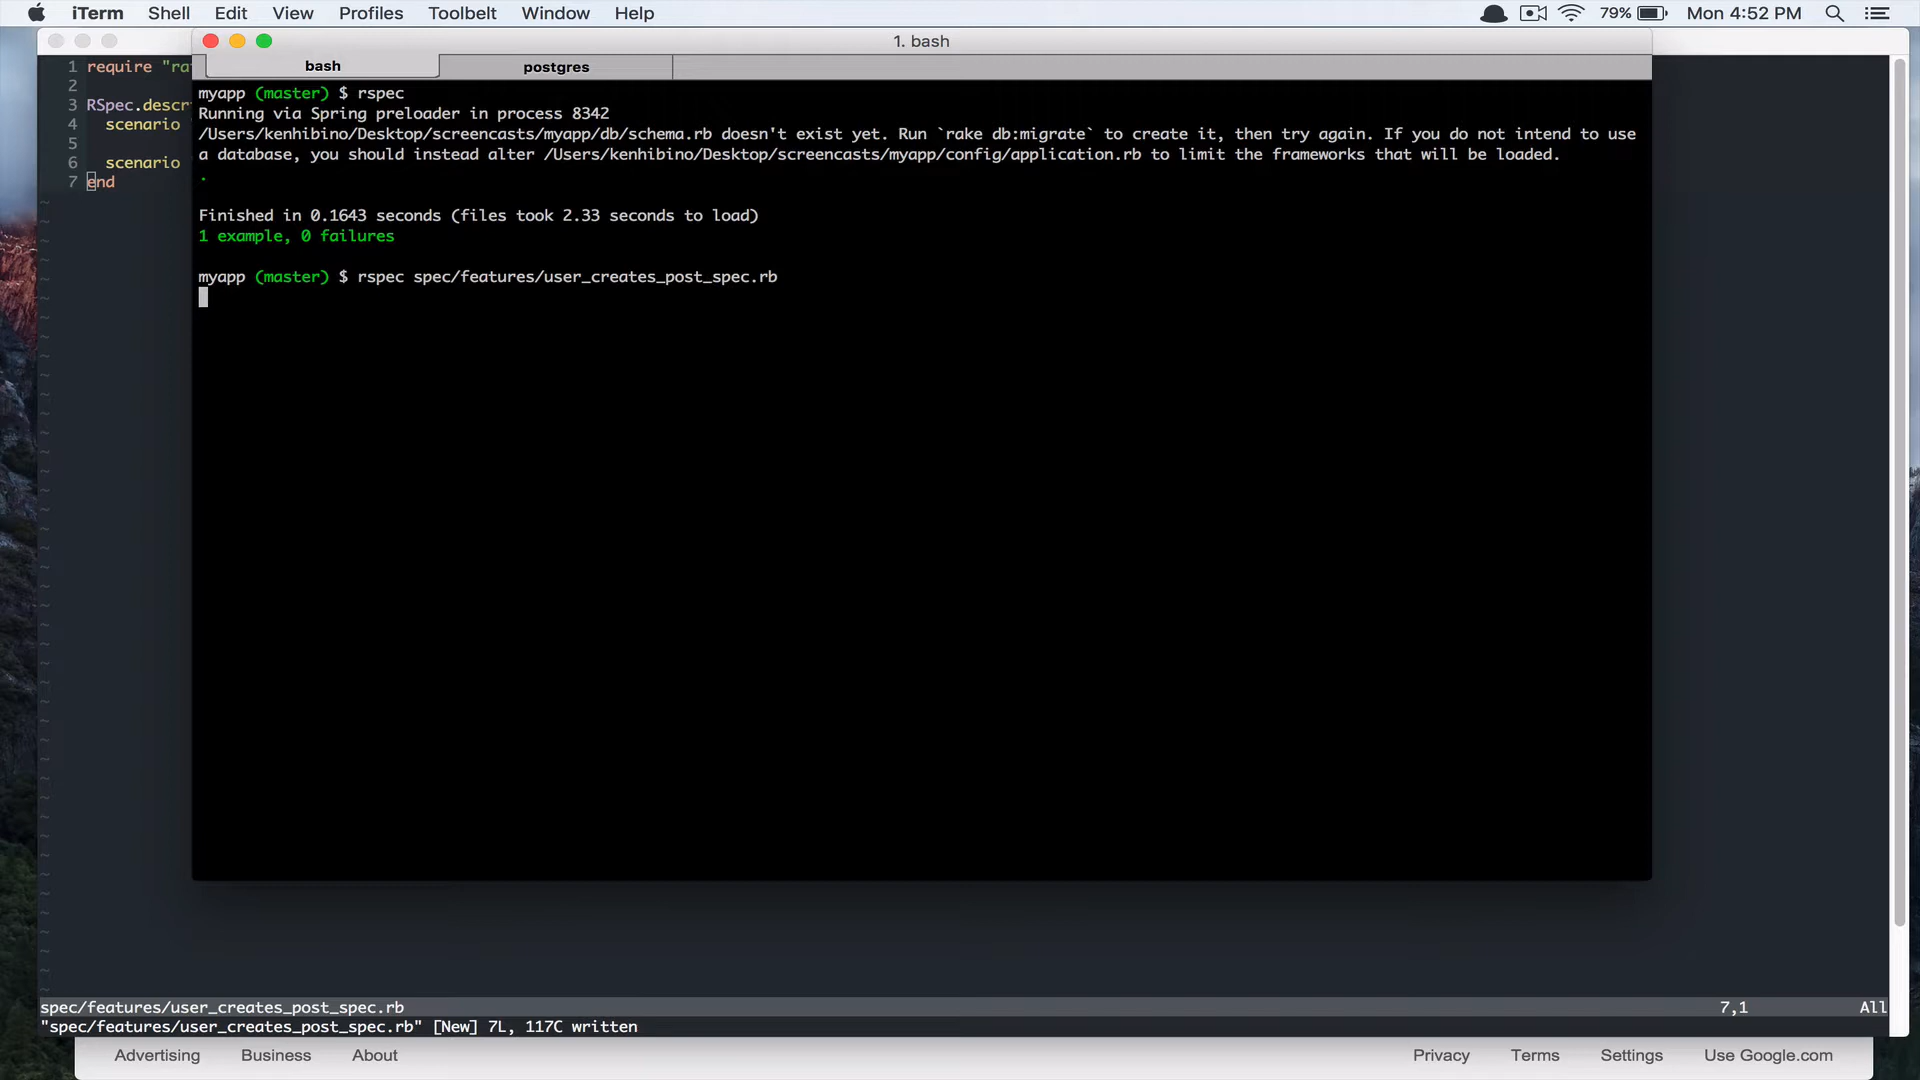 iTerm Shell Edit View Profiles Toolbelt Window Help 79% Mon 4:52 PM
1. bash
bash postgres
1 require "ra
2
3 RSpec.descr
4 scenario
5
6 scenario
7 end
myapp (master) $ rspec
Running via Spring preloader in process 8342
/Users/kenhibino/Desktop/screencasts/myapp/db/schema.rb doesn't exist yet. Run `rake db:migrate` to create it, then try again. If you do not intend to use
a database, you should instead alter /Users/kenhibino/Desktop/screencasts/myapp/config/application.rb to limit the frameworks that will be loaded.
.
Finished in 0.1643 seconds (files took 2.33 seconds to load)
1 example, 0 failures
myapp (master) $ rspec spec/features/user_creates_post_spec.rb
spec/features/user_creates_post_spec.rb 7,1 All
"spec/features/user_creates_post_spec.rb" [New] 7L, 117C written
Advertising Business About Privacy Terms Settings Use Google.com